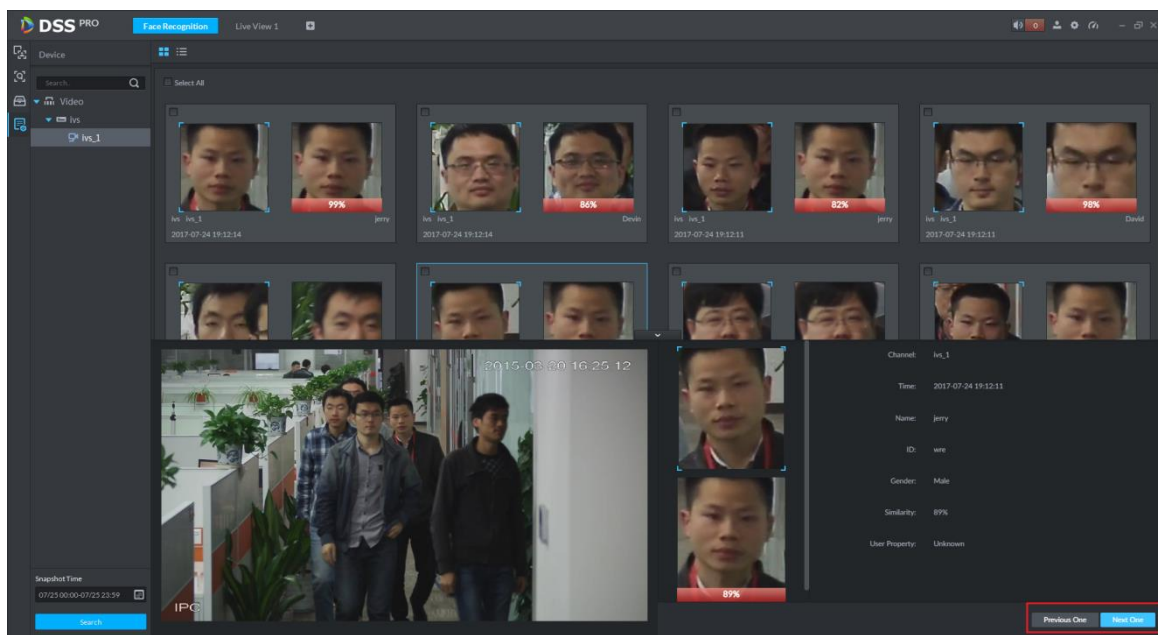 DSS PRO
Face Recognition
Live View 1
0
Device
Search...
Video
ivs
ivs_1
Select All
99%
ivs ivs_1
jerry
2017-07-24 19:12:14
86%
ivs ivs_1
Devin
2017-07-24 19:12:14
82%
ivs ivs_1
jerry
2017-07-24 19:12:11
98%
ivs ivs_1
David
2017-07-24 19:12:11
2015-03-20 16:25:12
IPC
89%
Channel: ivs_1
Time: 2017-07-24 19:12:11
Name: jerry
ID: wre
Gender: Male
Similarity: 89%
User Property: Unknown
Snapshot Time
07/25 00:00-07/25 23:59
Search
Previous One
Next One